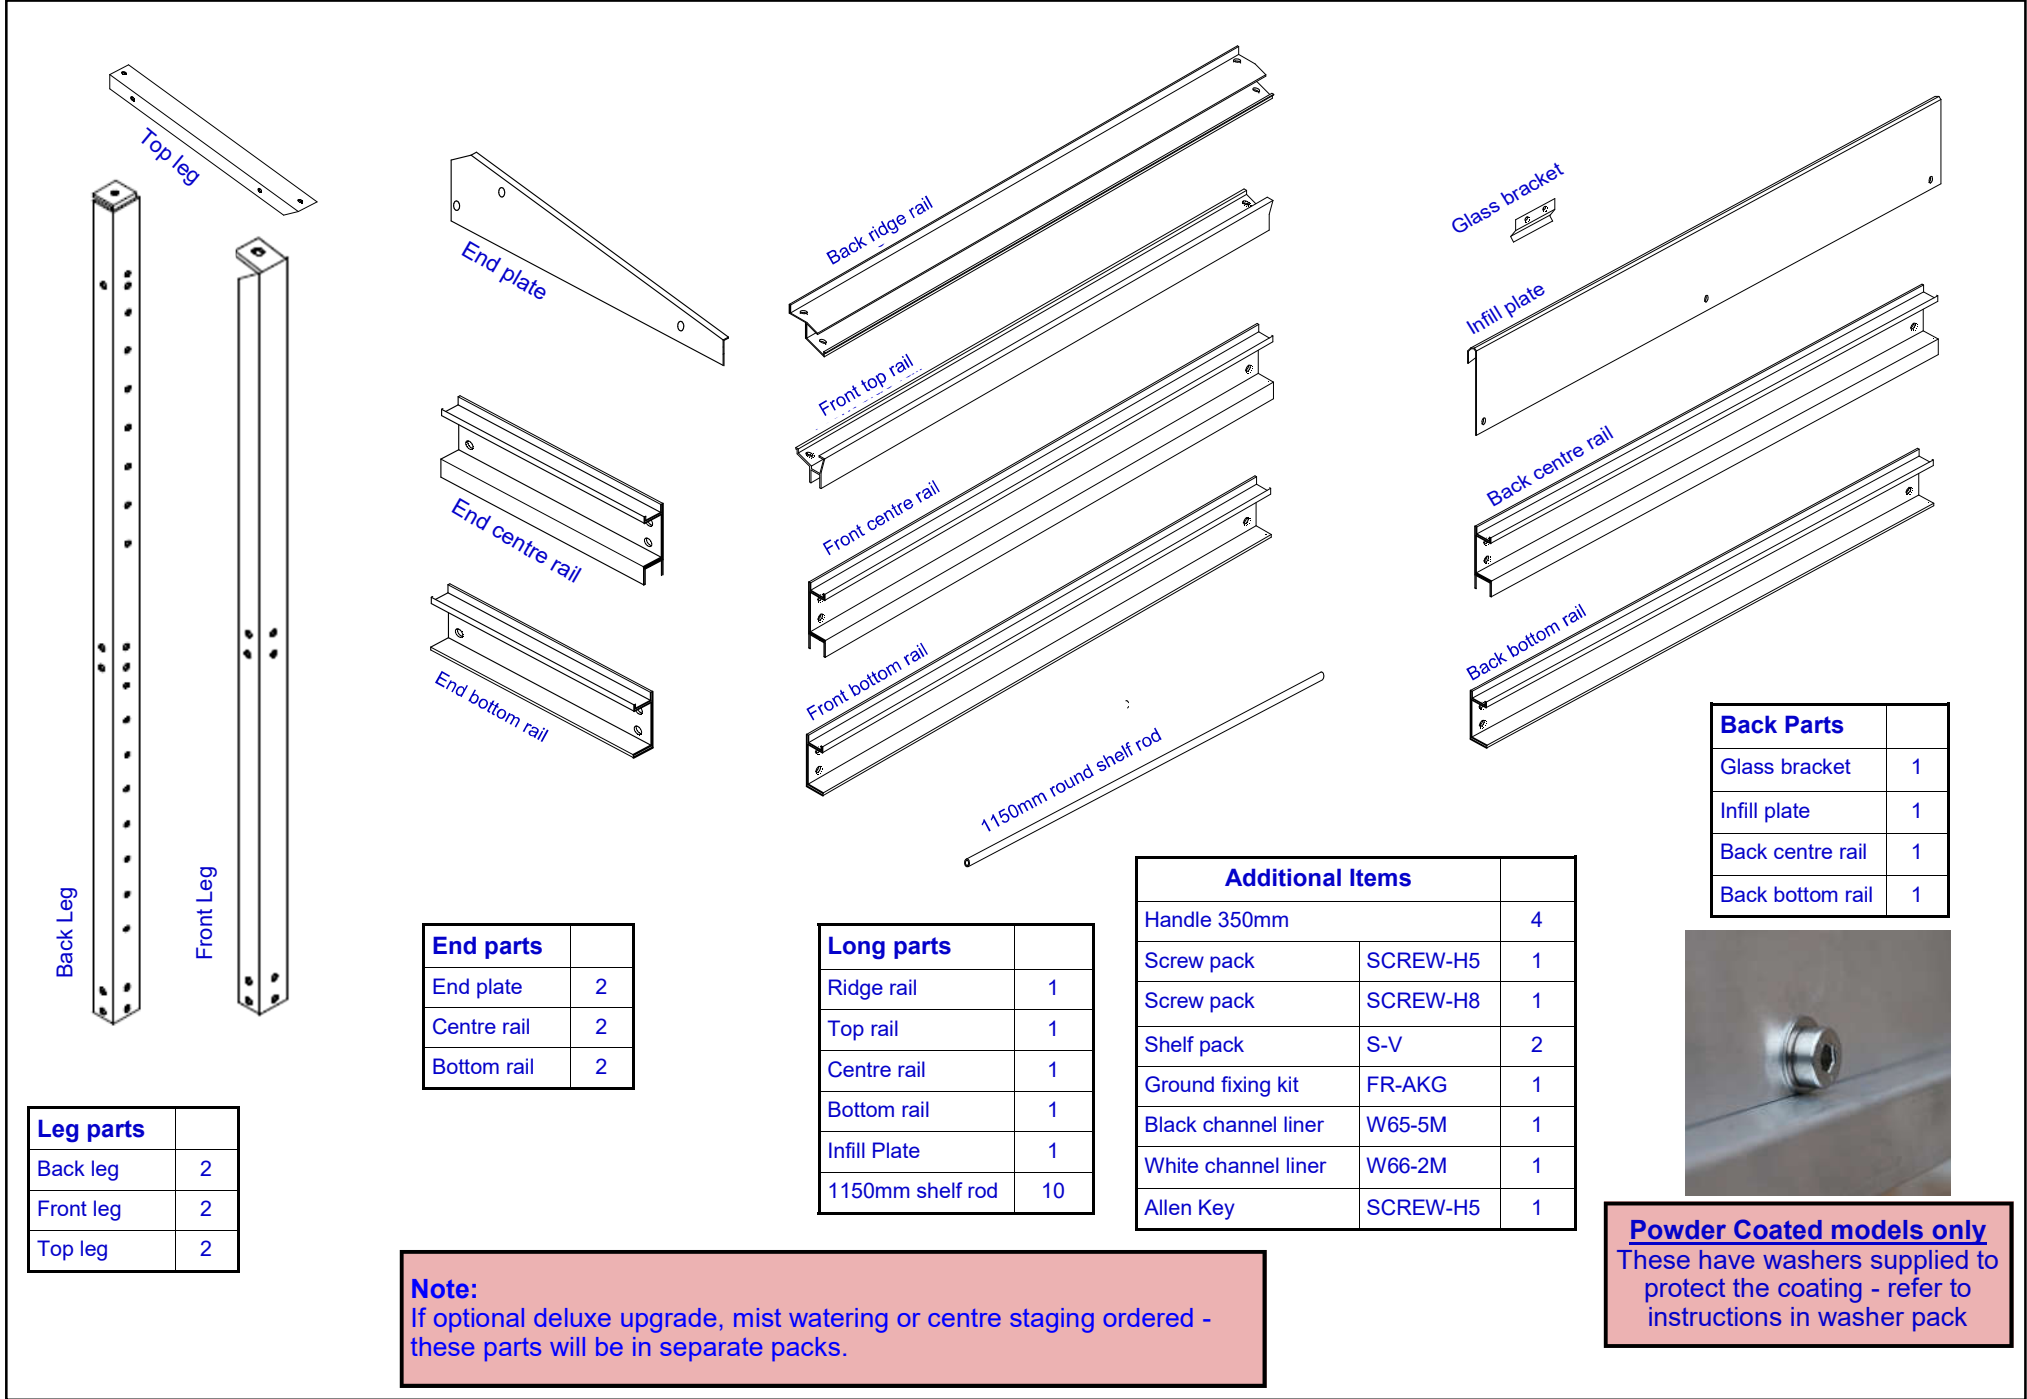 Top leg
Back Leg
Front Leg
End plate
End centre rail
End bottom rail
Back ridge rail
Front top rail
Front centre rail
Front bottom rail
1150mm round shelf rod
Glass bracket
Infill plate
Back centre rail
Back bottom rail
Back Parts
Glass bracket 1
Infill plate 1
Back centre rail 1
Back bottom rail 1
Leg parts
Back leg 2
Front leg 2
Top leg 2
End parts
End plate 2
Centre rail 2
Bottom rail 2
Long parts
Ridge rail 1
Top rail 1
Centre rail 1
Bottom rail 1
Infill Plate 1
1150mm shelf rod 10
Additional Items
Handle 350mm 4
Screw pack SCREW-H5 1
Screw pack SCREW-H8 1
Shelf pack S-V 2
Ground fixing kit FR-AKG 1
Black channel liner W65-5M 1
White channel liner W66-2M 1
Allen Key SCREW-H5 1
Note:
If optional deluxe upgrade, mist watering or centre staging ordered -
these parts will be in separate packs.
Powder Coated models only
These have washers supplied to
protect the coating - refer to
instructions in washer pack